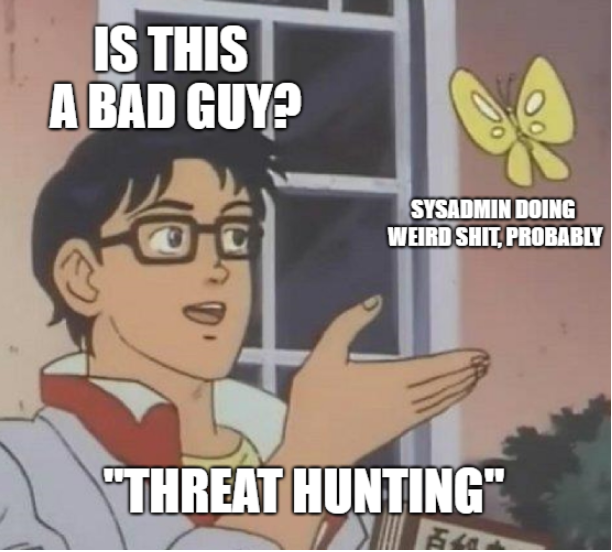 IS THIS
A BAD GUY?
SYSADMIN DOING
WEIRD SHIT, PROBABLY
"THREAT HUNTING"